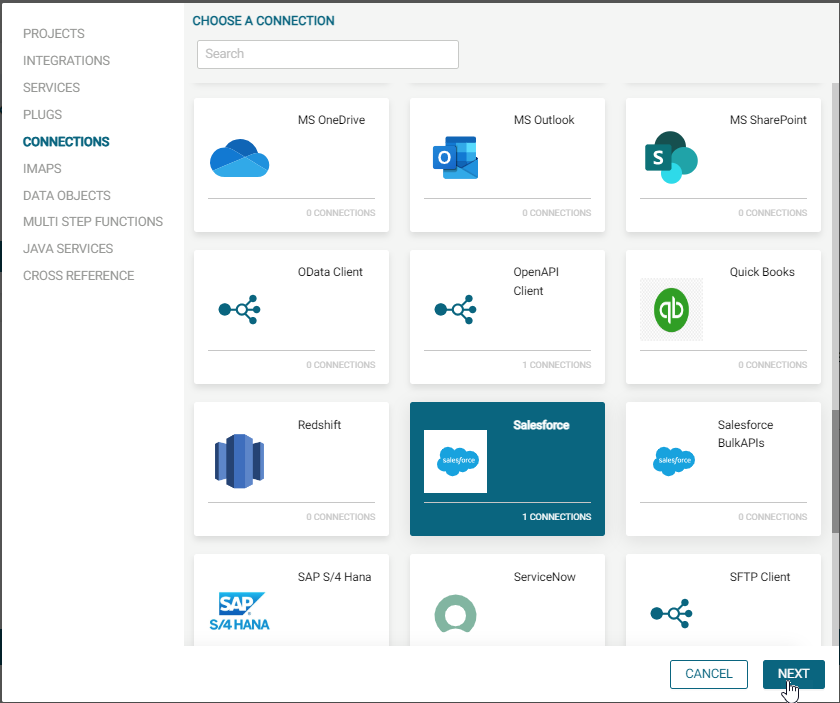 PROJECTS
INTEGRATIONS
SERVICES
PLUGS
CONNECTIONS
IMAPS
DATA OBJECTS
MULTI STEP FUNCTIONS
JAVA SERVICES
CROSS REFERENCE
CHOOSE A CONNECTION
Search
MS OneDrive
0 CONNECTIONS
MS Outlook
O
0 CONNECTIONS
MS SharePoint
S
0 CONNECTIONS
OData Client
0 CONNECTIONS
OpenAPI
Client
1 CONNECTIONS
Quick Books
qb
0 CONNECTIONS
Redshift
0 CONNECTIONS
Salesforce
salesforce
1 CONNECTIONS
Salesforce
BulkAPIs
salesforce
0 CONNECTIONS
SAP S/4 Hana
SAP
S/4HANA
ServiceNow
SFTP Client
CANCEL
NEXT